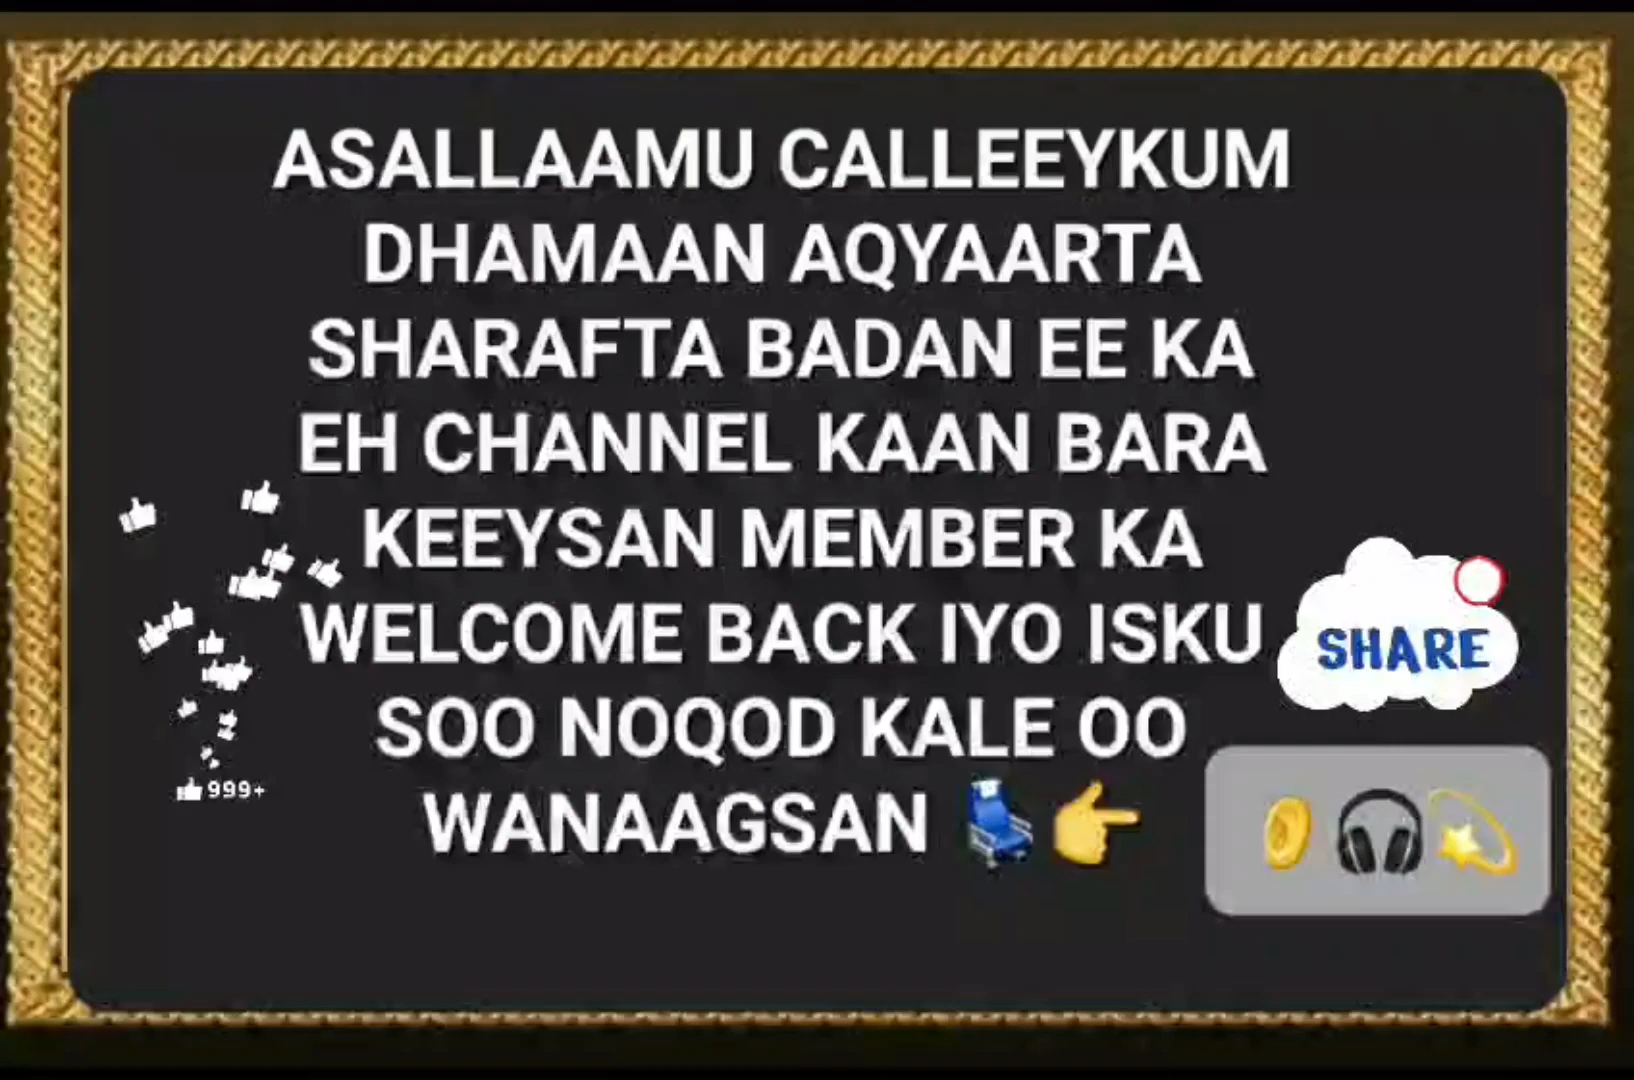 ASALLAAMU CALLEEYKUM
DHAMAAN AQYAARTA
SHARAFTA BADAN EE KA
EH CHANNEL KAAN BARA
KEEYSAN MEMBER KA
WELCOME BACK IYO ISKU
SOO NOQOD KALE OO
WANAAGSAN 💺👉
SHARE
999+